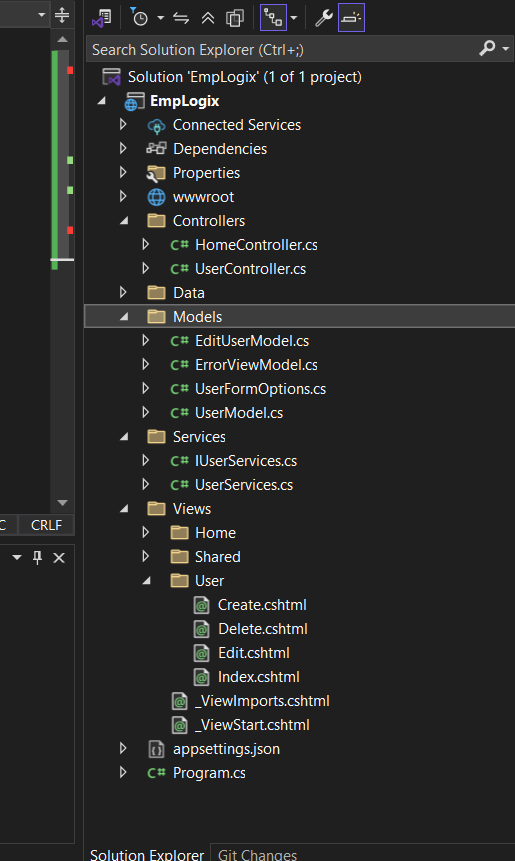 Search Solution Explorer (Ctrl+;)
Solution 'EmpLogix' (1 of 1 project)
EmpLogix
Connected Services
Dependencies
Properties
wwwroot
Controllers
C# HomeController.cs
C# UserController.cs
Data
Models
C# EditUserModel.cs
C# ErrorViewModel.cs
C# UserFormOptions.cs
C# UserModel.cs
Services
C# IUserServices.cs
C# UserServices.cs
Views
Home
Shared
User
Create.cshtml
Delete.cshtml
Edit.cshtml
Index.cshtml
_ViewImports.cshtml
_ViewStart.cshtml
appsettings.json
C# Program.cs
CRLF
Solution Explorer Git Changes